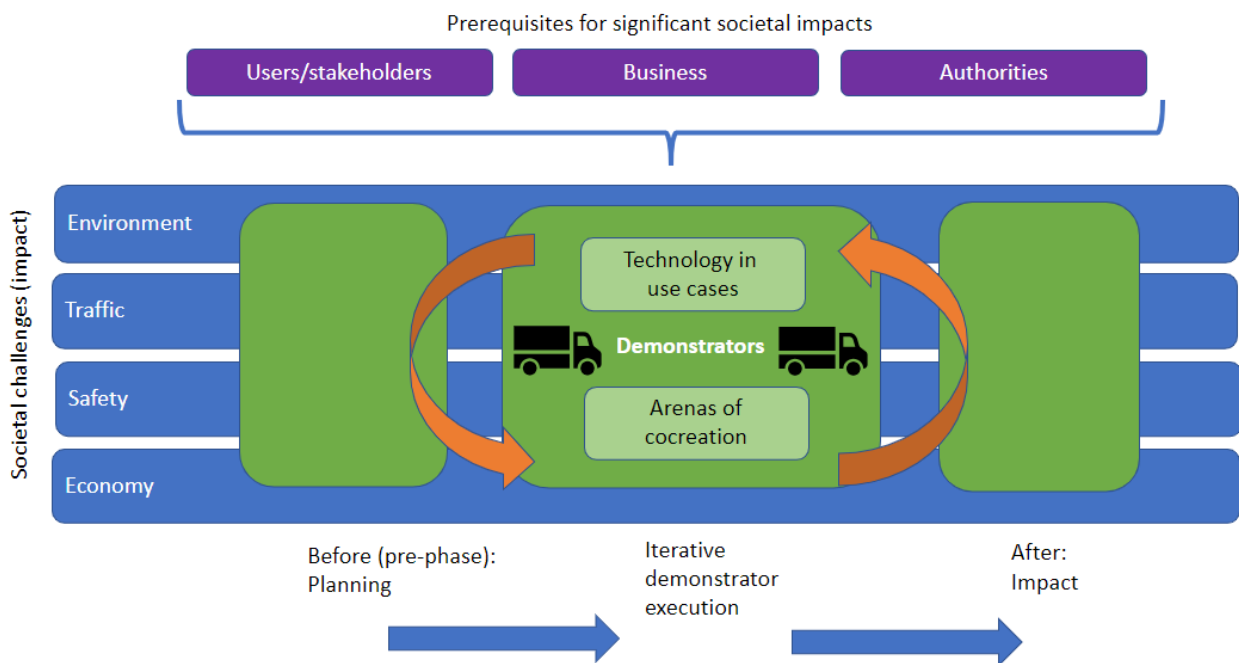 Prerequisites for significant societal impacts
Users/stakeholders
Business
Authorities
Societal challenges (impact)
Environment
Traffic
Safety
Economy
Technology in
use cases
Demonstrators
Arenas of
cocreation
Before (pre-phase):
Planning
Iterative
demonstrator
execution
After:
Impact